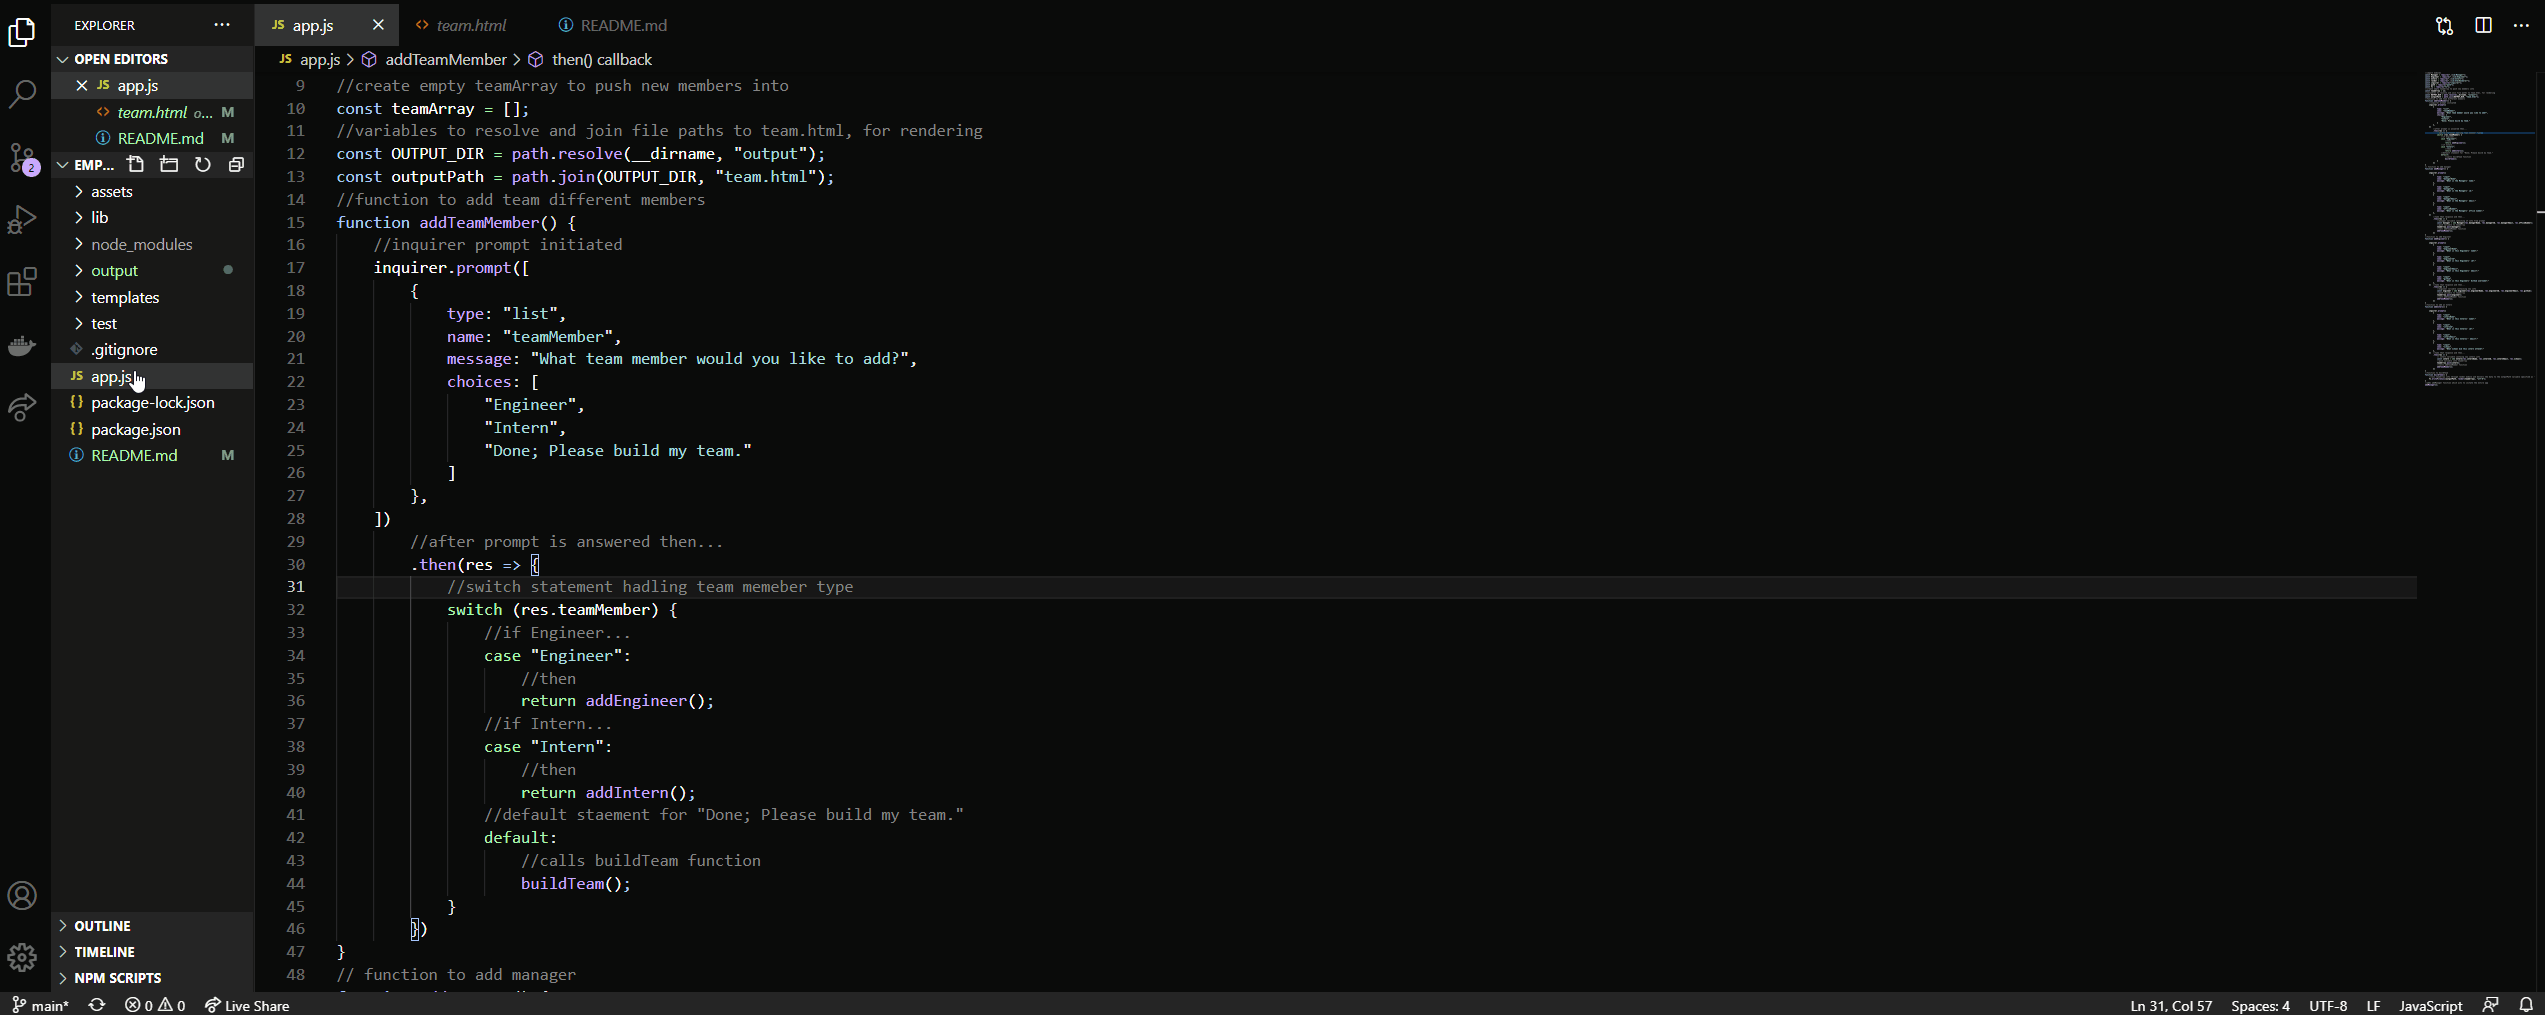 EXPLORER
OPEN EDITORS
JS app.js
<> team.html o... M
README.md M
EMP...
assets
lib
node_modules
output
templates
test
.gitignore
JS app.js
{} package-lock.json
{} package.json
README.md M
OUTLINE
TIMELINE
NPM SCRIPTS
2
JS app.js
<> team.html
README.md
JS app.js > addTeamMember > then() callback
9 //create empty teamArray to push new members into
10 const teamArray = [];
11 //variables to resolve and join file paths to team.html, for rendering
12 const OUTPUT_DIR = path.resolve(__dirname, "output");
13 const outputPath = path.join(OUTPUT_DIR, "team.html");
14 //function to add team different members
15 function addTeamMember() {
16 //inquirer prompt initiated
17 inquirer.prompt([
18 {
19 type: "list",
20 name: "teamMember",
21 message: "What team member would you like to add?",
22 choices: [
23 "Engineer",
24 "Intern",
25 "Done; Please build my team."
26 ]
27 },
28 ])
29 //after prompt is answered then...
30 .then(res => {
31 //switch statement hadling team memeber type
32 switch (res.teamMember) {
33 //if Engineer...
34 case "Engineer":
35 //then
36 return addEngineer();
37 //if Intern...
38 case "Intern":
39 //then
40 return addIntern();
41 //default staement for "Done; Please build my team."
42 default:
43 //calls buildTeam function
44 buildTeam();
45 }
46 })
47 }
48 // function to add manager
main* 0 0 Live Share
Ln 31, Col 57 Spaces: 4 UTF-8 LF JavaScript